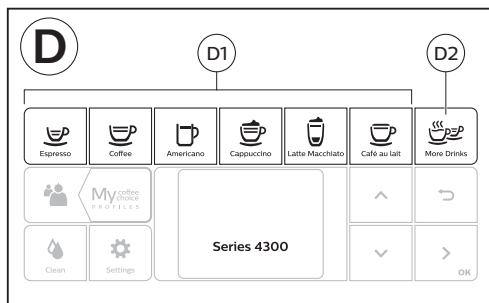 D
D1
D2
Espresso
Coffee
Americano
Cappuccino
Latte Macchiato
Café au lait
More Drinks
My coffee choice
PROFILES
Series 4300
Clean
Settings
OK